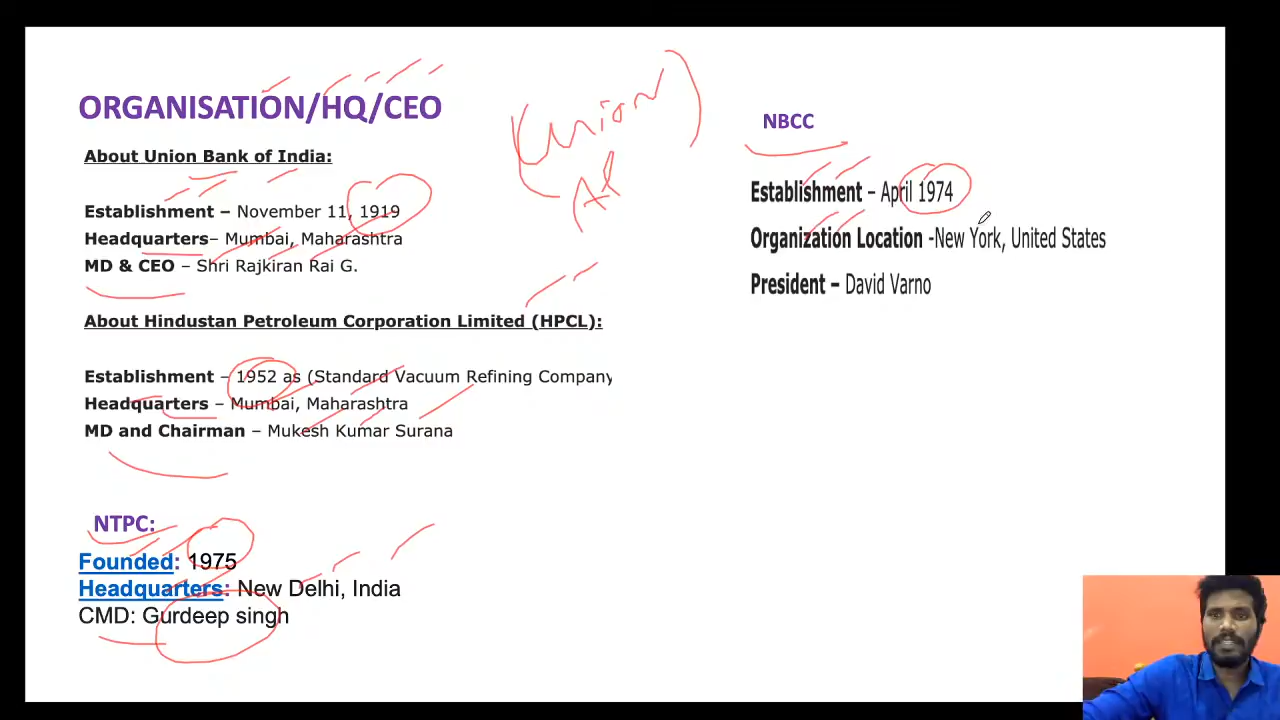 ORGANISATION/HQ/CEO
About Union Bank of India:
Establishment – November 11, 1919
Headquarters– Mumbai, Maharashtra
MD & CEO – Shri Rajkiran Rai G.
About Hindustan Petroleum Corporation Limited (HPCL):
Establishment – 1952 as (Standard Vacuum Refining Company
Headquarters – Mumbai, Maharashtra
MD and Chairman – Mukesh Kumar Surana
NTPC:
Founded: 1975
Headquarters: New Delhi, India
CMD: Gurdeep singh
(union)
NBCC
Establishment – April 1974
Organization Location -New York, United States
President – David Varno